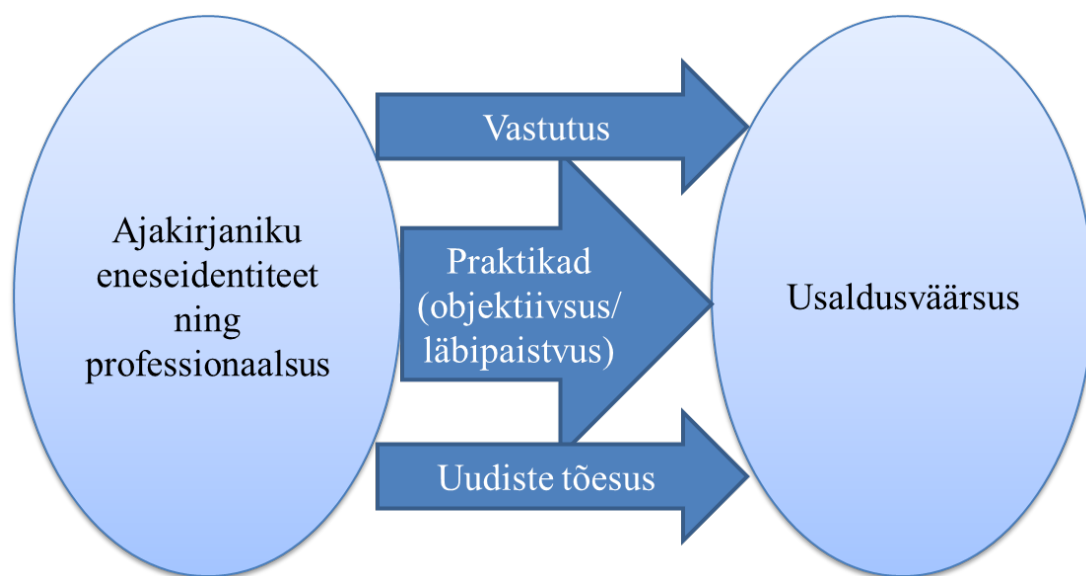 Ajakirjaniku
eneseidentiteet
ning
professionaalsus
Vastutus
Praktikad
(objektiivsus/
läbipaistvus)
Uudiste tõesus
Usaldusväärsus